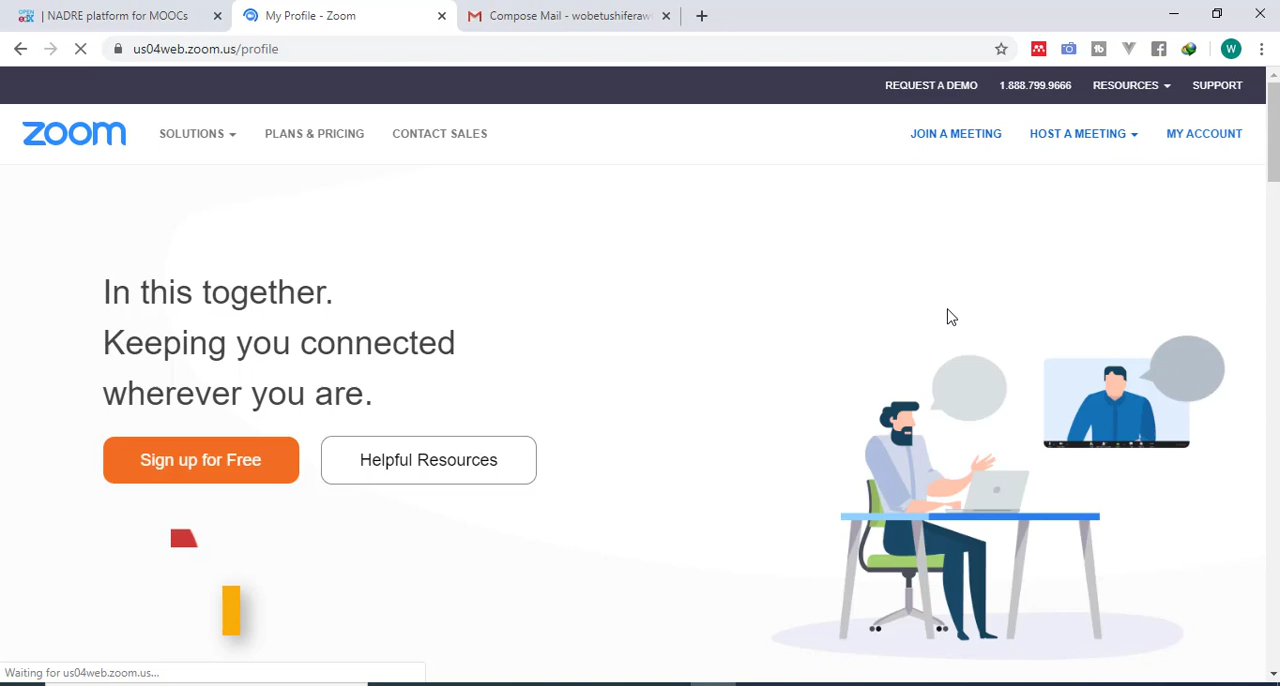 | NADRE platform for MOOCs
My Profile - Zoom
Compose Mail - wobetushiferaw
us04web.zoom.us/profile
W
REQUEST A DEMO 1.888.799.9666 RESOURCES SUPPORT
zoom SOLUTIONS PLANS & PRICING CONTACT SALES JOIN A MEETING HOST A MEETING MY ACCOUNT
In this together.
Keeping you connected
wherever you are.
Sign up for Free Helpful Resources
Waiting for us04web.zoom.us...